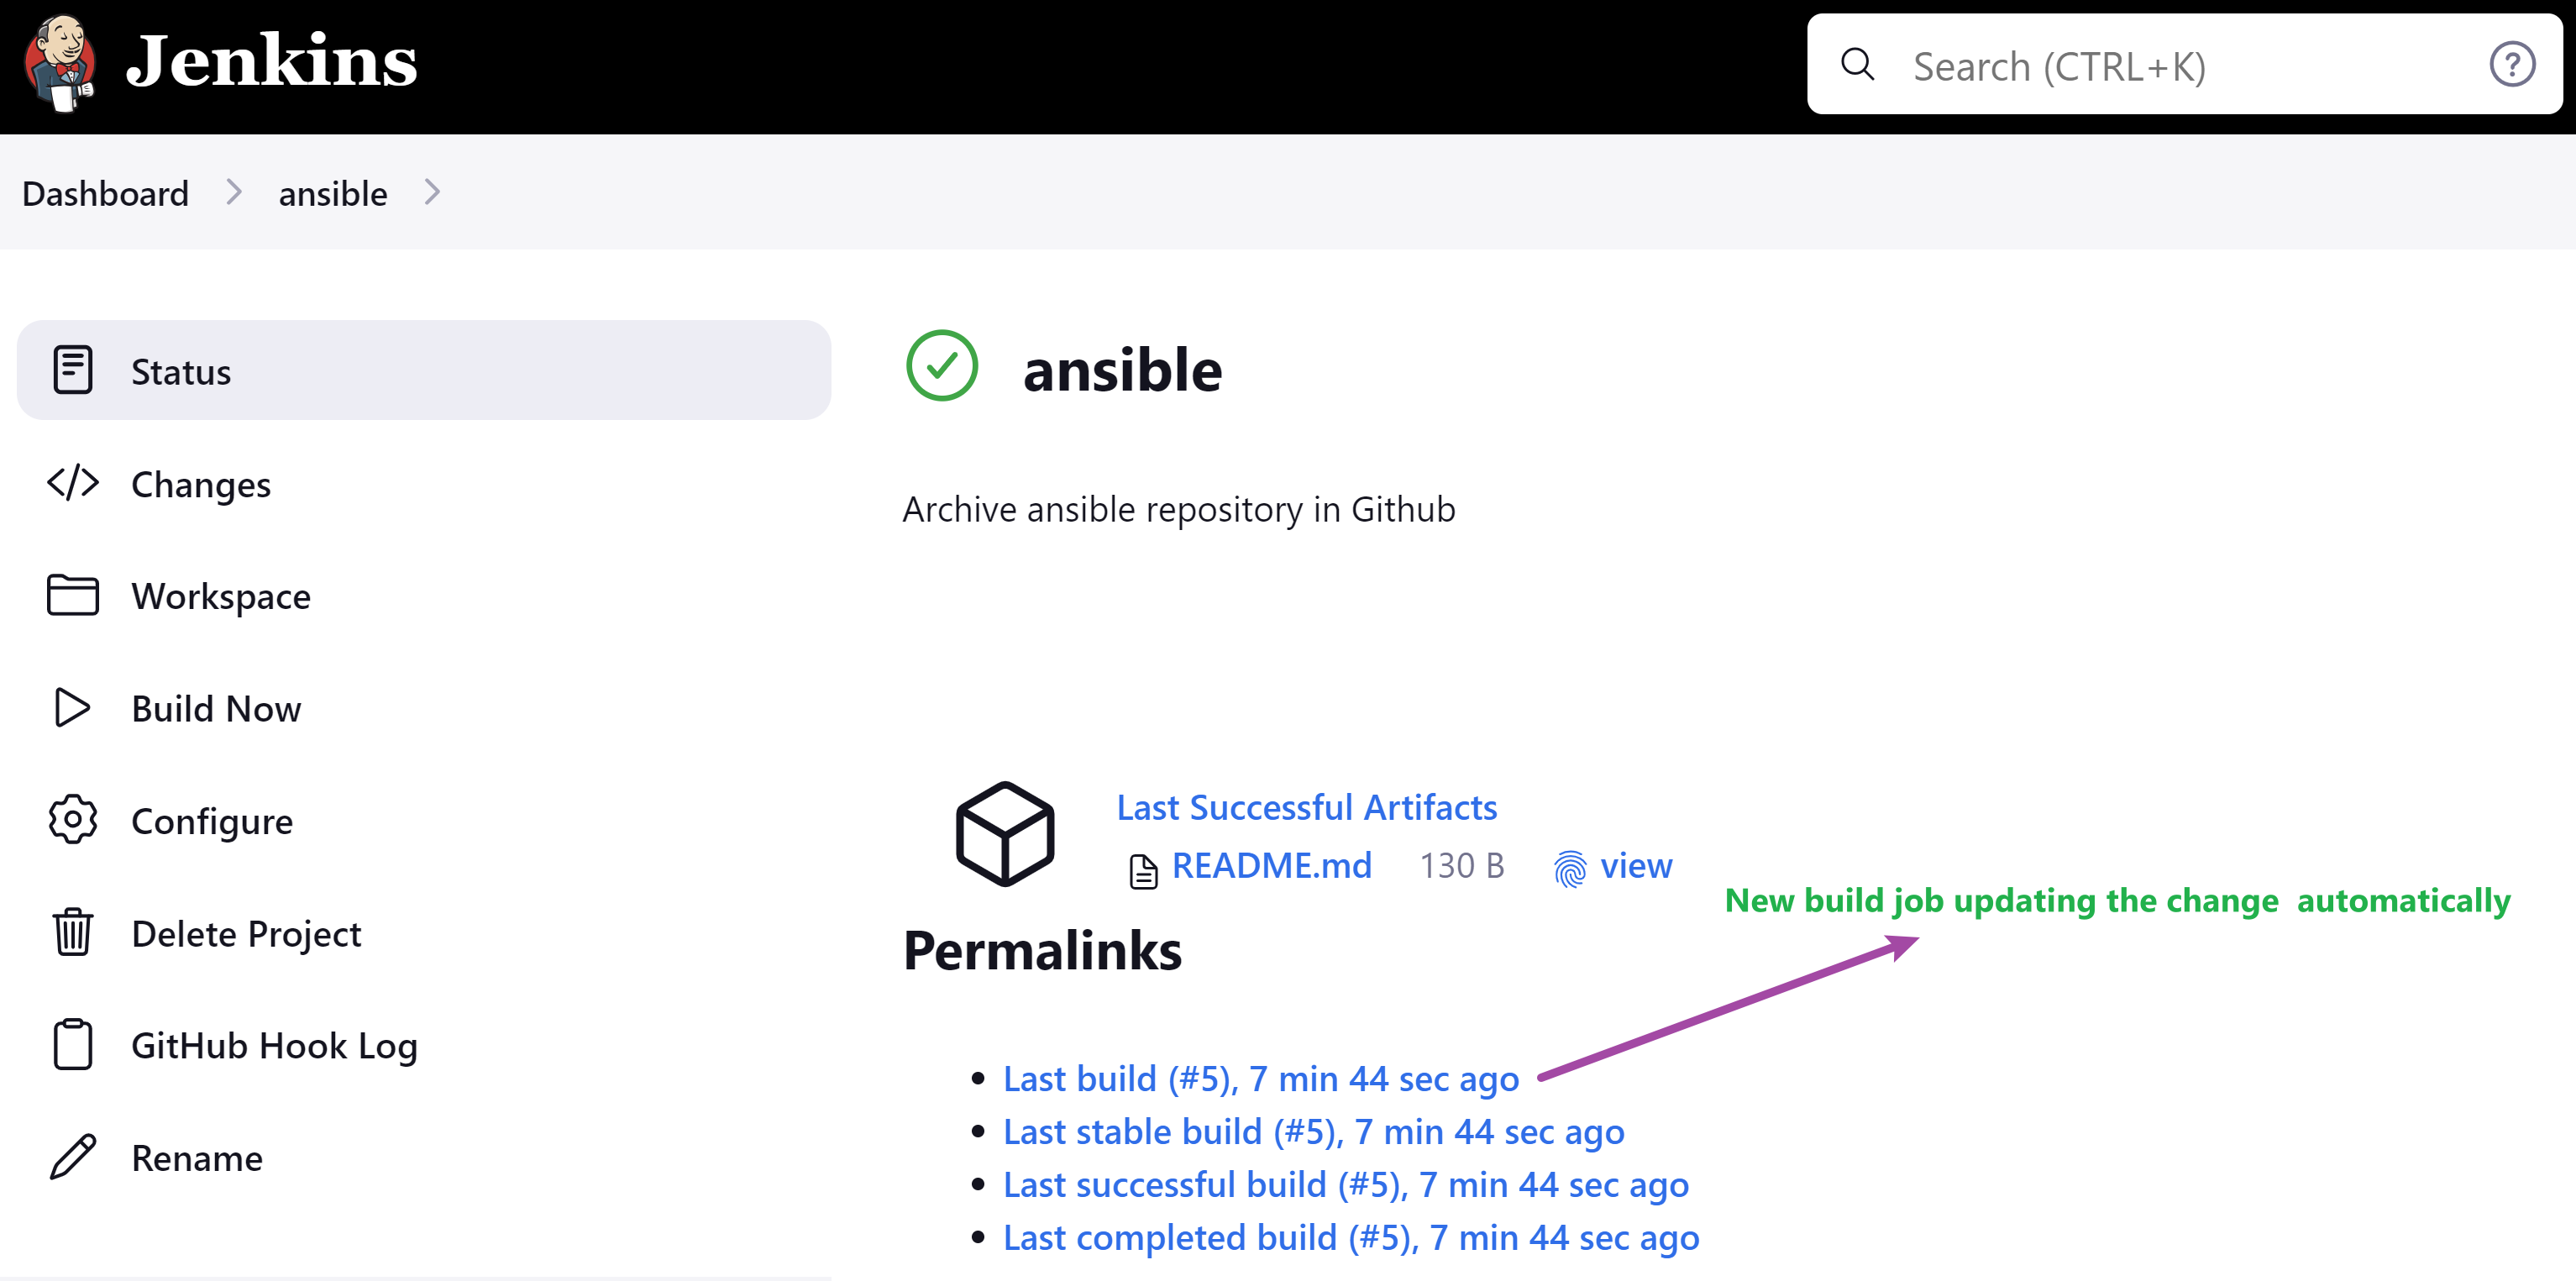 Jenkins
Search (CTRL+K)
Dashboard
ansible
Status
Changes
Workspace
Build Now
Configure
Delete Project
GitHub Hook Log
Rename
ansible
Archive ansible repository in Github
Last Successful Artifacts
README.md 130 B view
New build job updating the change  automatically
Permalinks
Last build (#5), 7 min 44 sec ago
Last stable build (#5), 7 min 44 sec ago
Last successful build (#5), 7 min 44 sec ago
Last completed build (#5), 7 min 44 sec ago